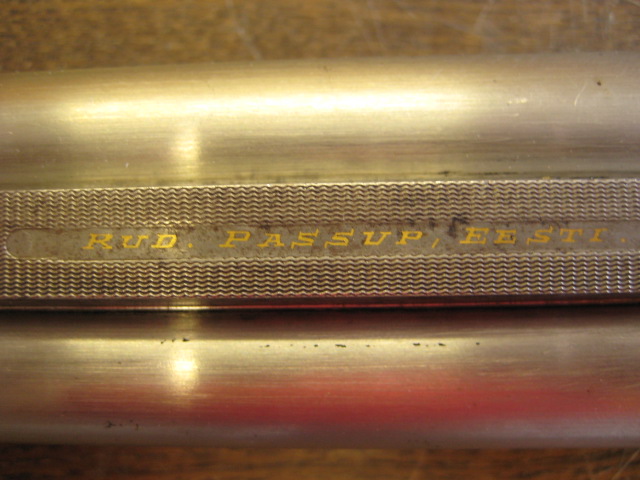 RUD. PASSUP, EESTI.